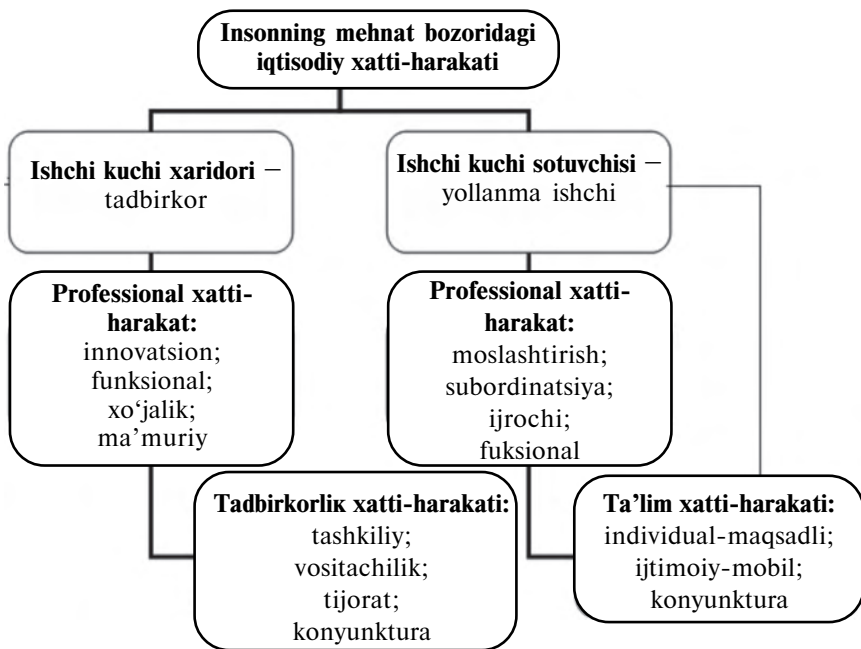 Insonning mehnat bozoridagi
iqtisodiy xatti-harakati
Ishchi kuchi xaridori –
tadbirkor
Ishchi kuchi sotuvchisi –
yollanma ishchi
Professional xatti-
harakat:
innovatsion;
funksional;
xo‘jalik;
ma’muriy
Professional xatti-
harakat:
moslashtirish;
subordinatsiya;
ijrochi;
fuksional
Tadbirkorliк xatti-harakati:
tashkiliy;
vositachilik;
tijorat;
konyunktura
Ta’lim xatti-harakati:
individual-maqsadli;
ijtimoiy-mobil;
konyunktura